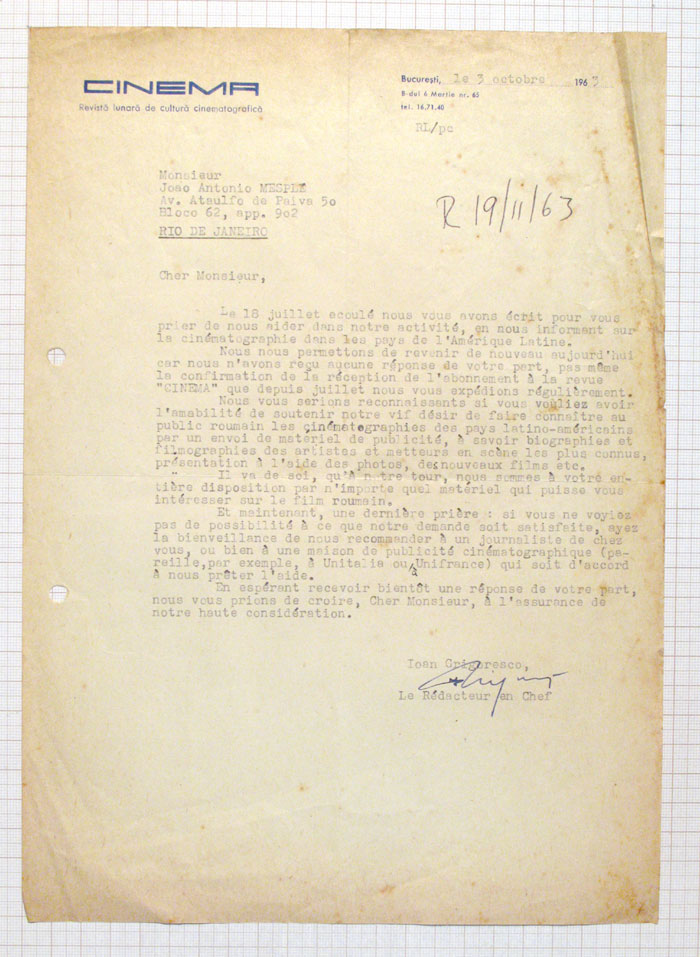 CINEMA
Revistă lunară de cultură cinematografică
București, le 3 octobre 1963
B-dul 6 Martie nr. 65
tel. 16.71.40
RL/pc
Monsieur
Joao Antonio MESPLE
Av. Ataulfo de Paiva 50
Bloco 62, app. 902
RIO DE JANEIRO
R 19/11/63
Cher Monsieur,
Le 18 juillet ecoulé nous vous avons écrit pour vous
prier de nous aider dans notre activité, en nous informant sur
la cinématographie dans les pays de l'Amérique Latine.
Nous nous permettons de revenir de nouveau aujourd'hui
car nous n'avons reçu aucune réponse de votre part, pas même
la confirmation de la réception de l'abonnement à la revue
"CINEMA" que depuis juillet nous vous expédions régulièrement.
Nous vous serions reconnaissants si vous vouliez avoir
l'amabilité de soutenir notre vif désir de faire connaître au
public roumain les cinématographies des pays latino-américains
par un envoi de matériel de publicité, à savoir biographies et
filmographies des artistes et metteurs en scène les plus connus,
présentation à l'aide des photos, des nouveaux films etc.
Il va de soi, qu'à notre tour, nous sommes à votre en-
tière disposition par n'importe quel matériel qui puisse vous
intéresser sur le film roumain.
Et maintenant, une dernière prière : si vous ne voyiez
pas de possibilité à ce que notre demande soit satisfaite, ayez
la bienveillance de nous recommander à un journaliste de chez
vous, ou bien à une maison de publicité cinématographique (pa-
reille, par exemple, à Unitalia ou à Unifrance) qui soit d'accord
à nous prêter l'aide.
En espérant recevoir bientôt une réponse de votre part,
nous vous prions de croire, Cher Monsieur, à l'assurance de
notre haute considération.
Ioan Grigoresco,
Le Rédacteur en Chef